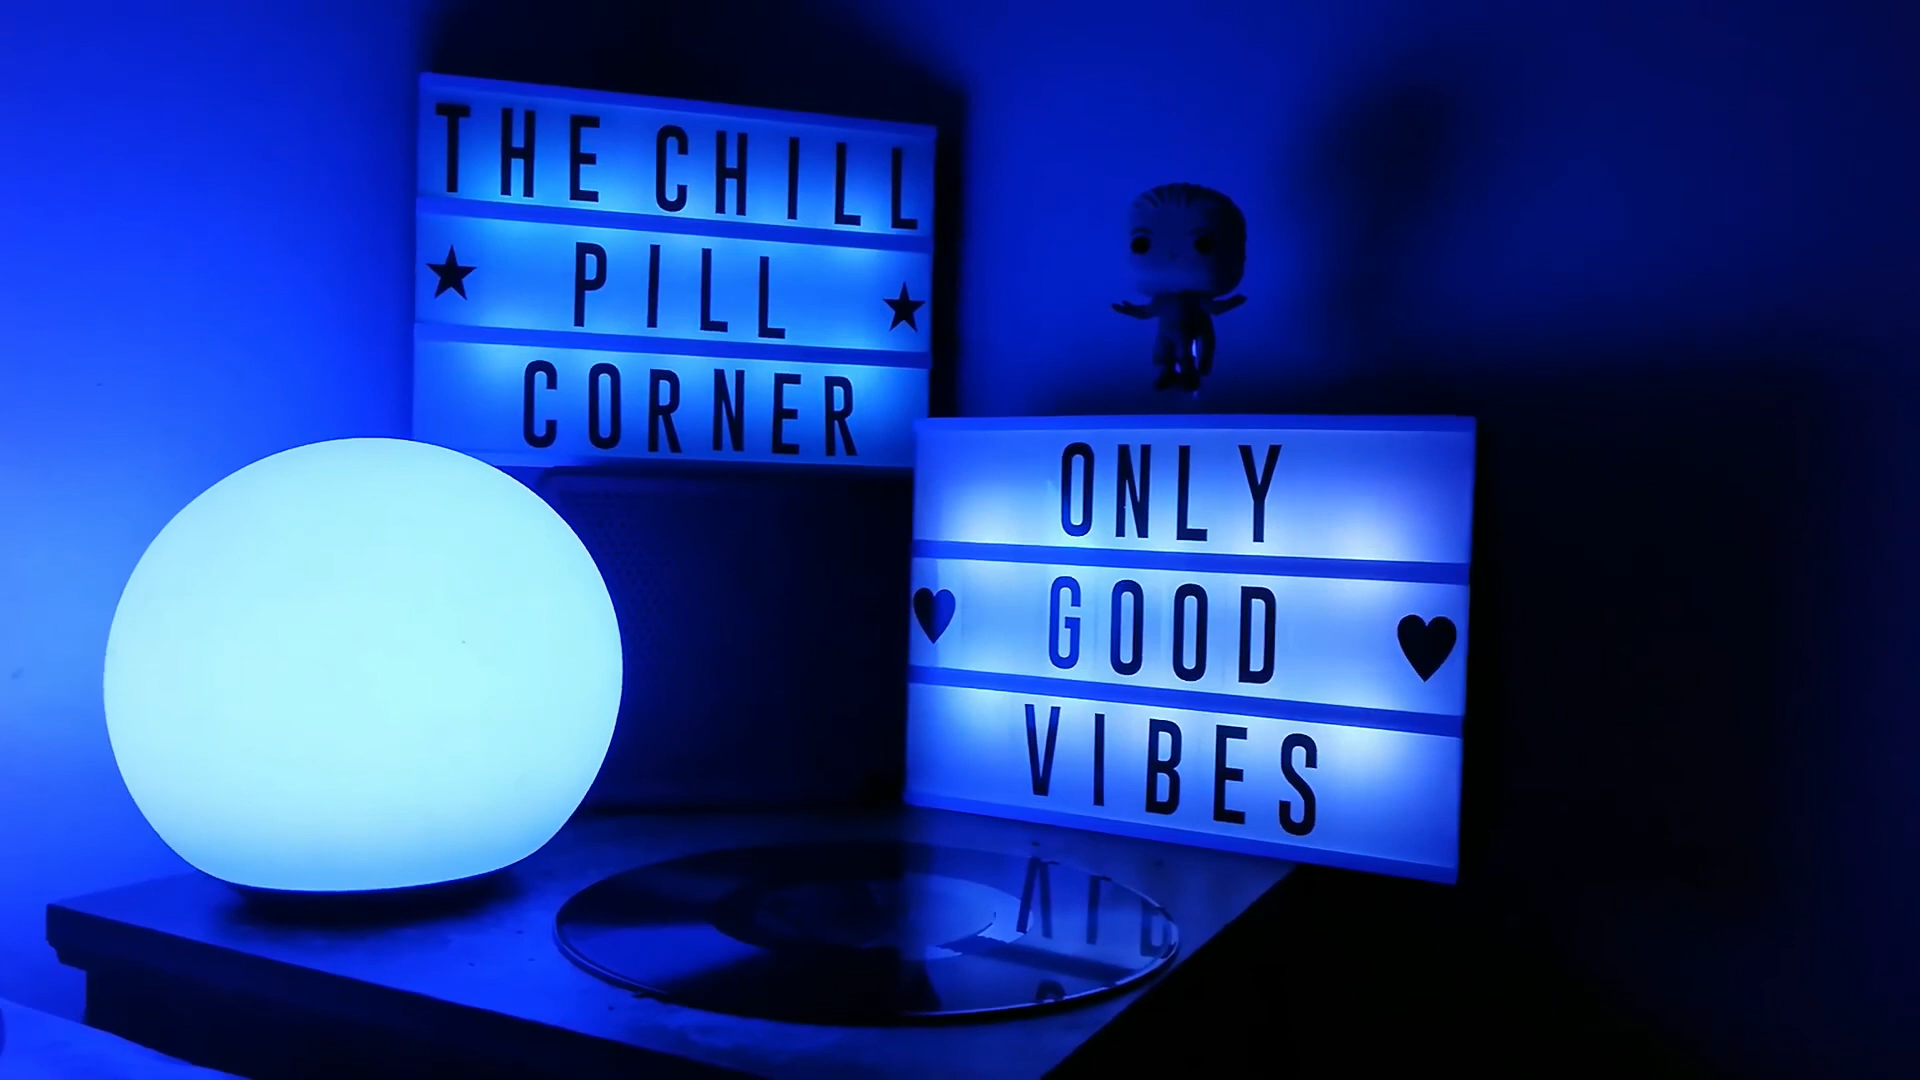 THE CHILL
★ PILL ★
CORNER
ONLY
♥ GOOD ♥
VIBES